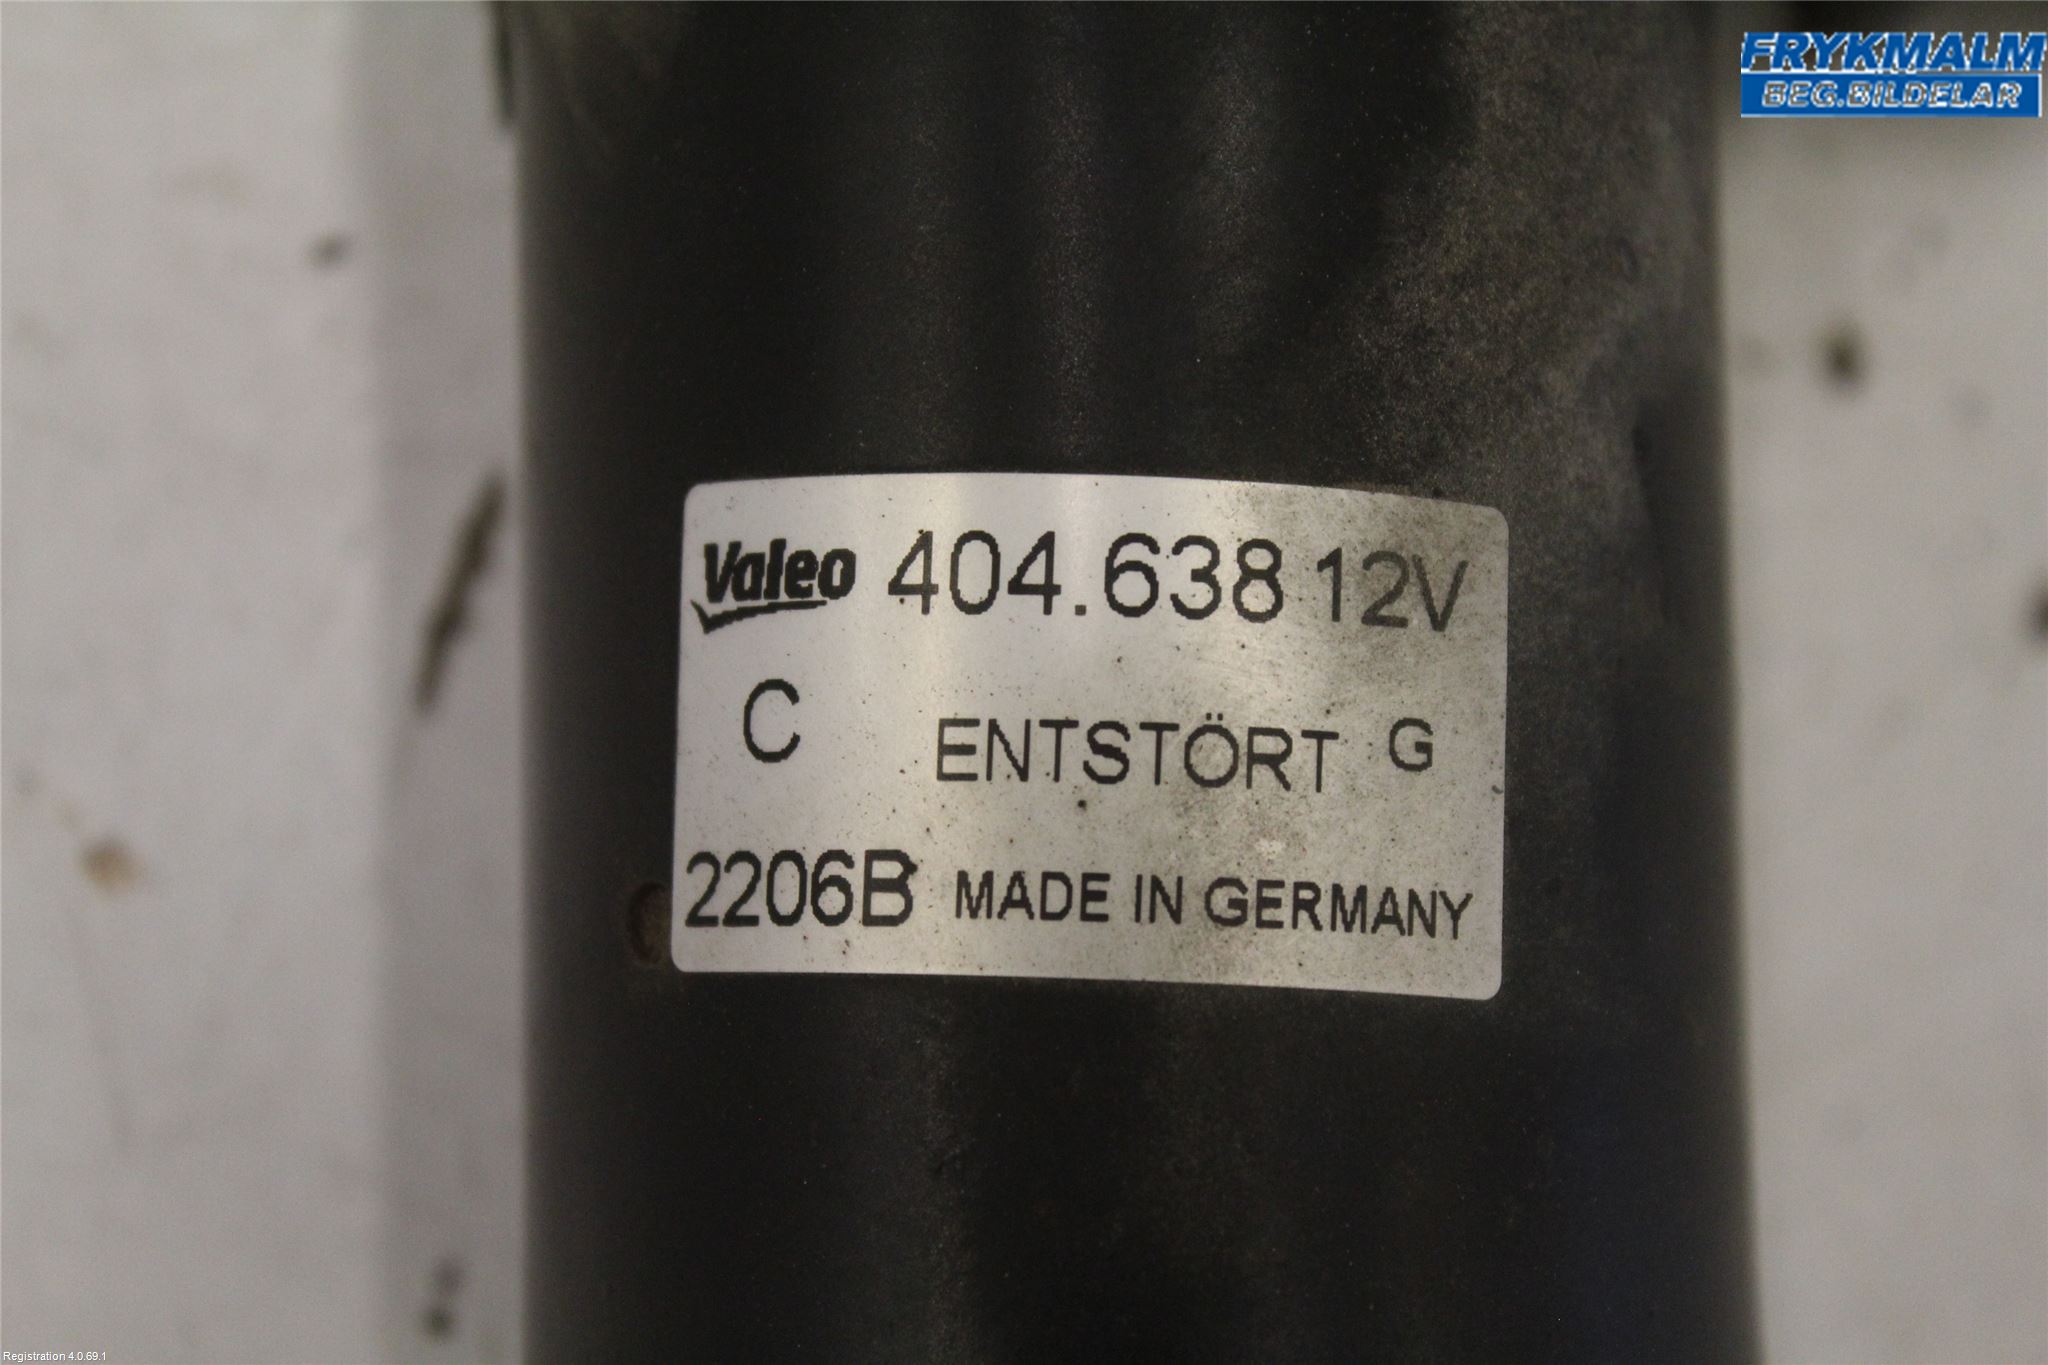 FRYKMALM
BEG.BILDELAR
Valeo 404.638 12V
C ENTSTÖRT G
2206B MADE IN GERMANY
Registration 4.0.69.1